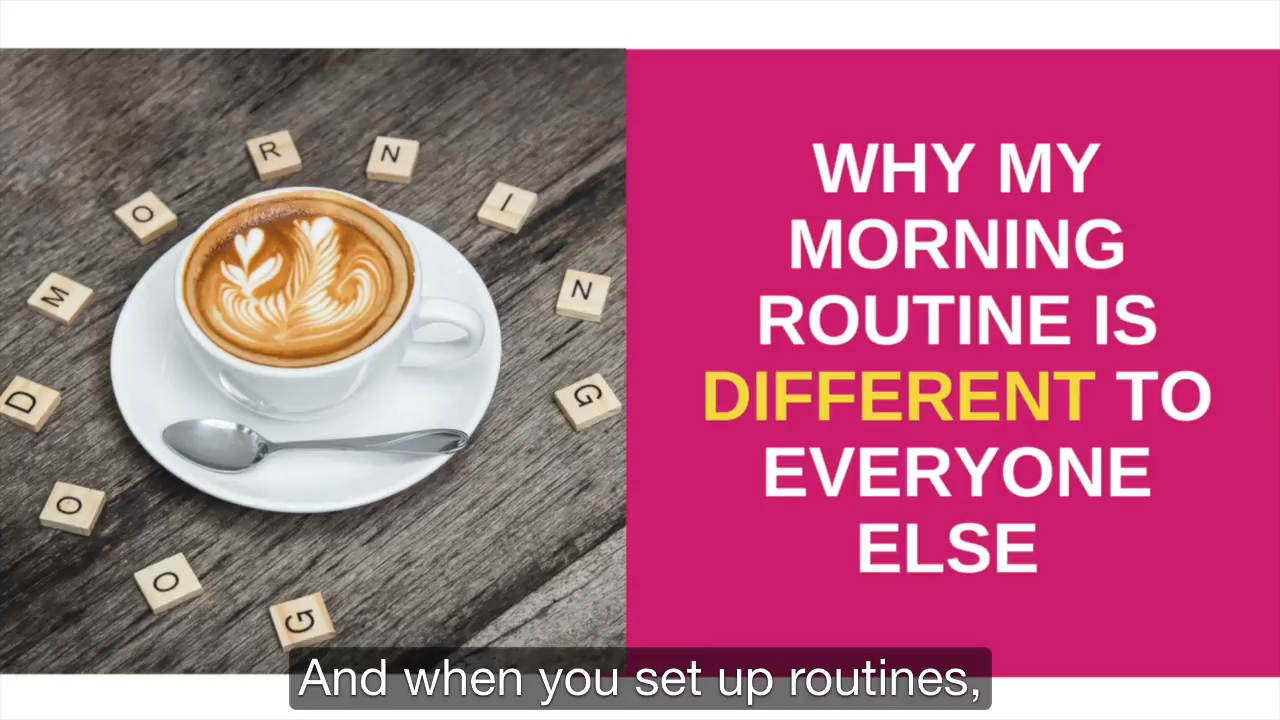 GOOD MORNING
WHY MY
MORNING
ROUTINE IS
DIFFERENT TO
EVERYONE
ELSE
And when you set up routines,